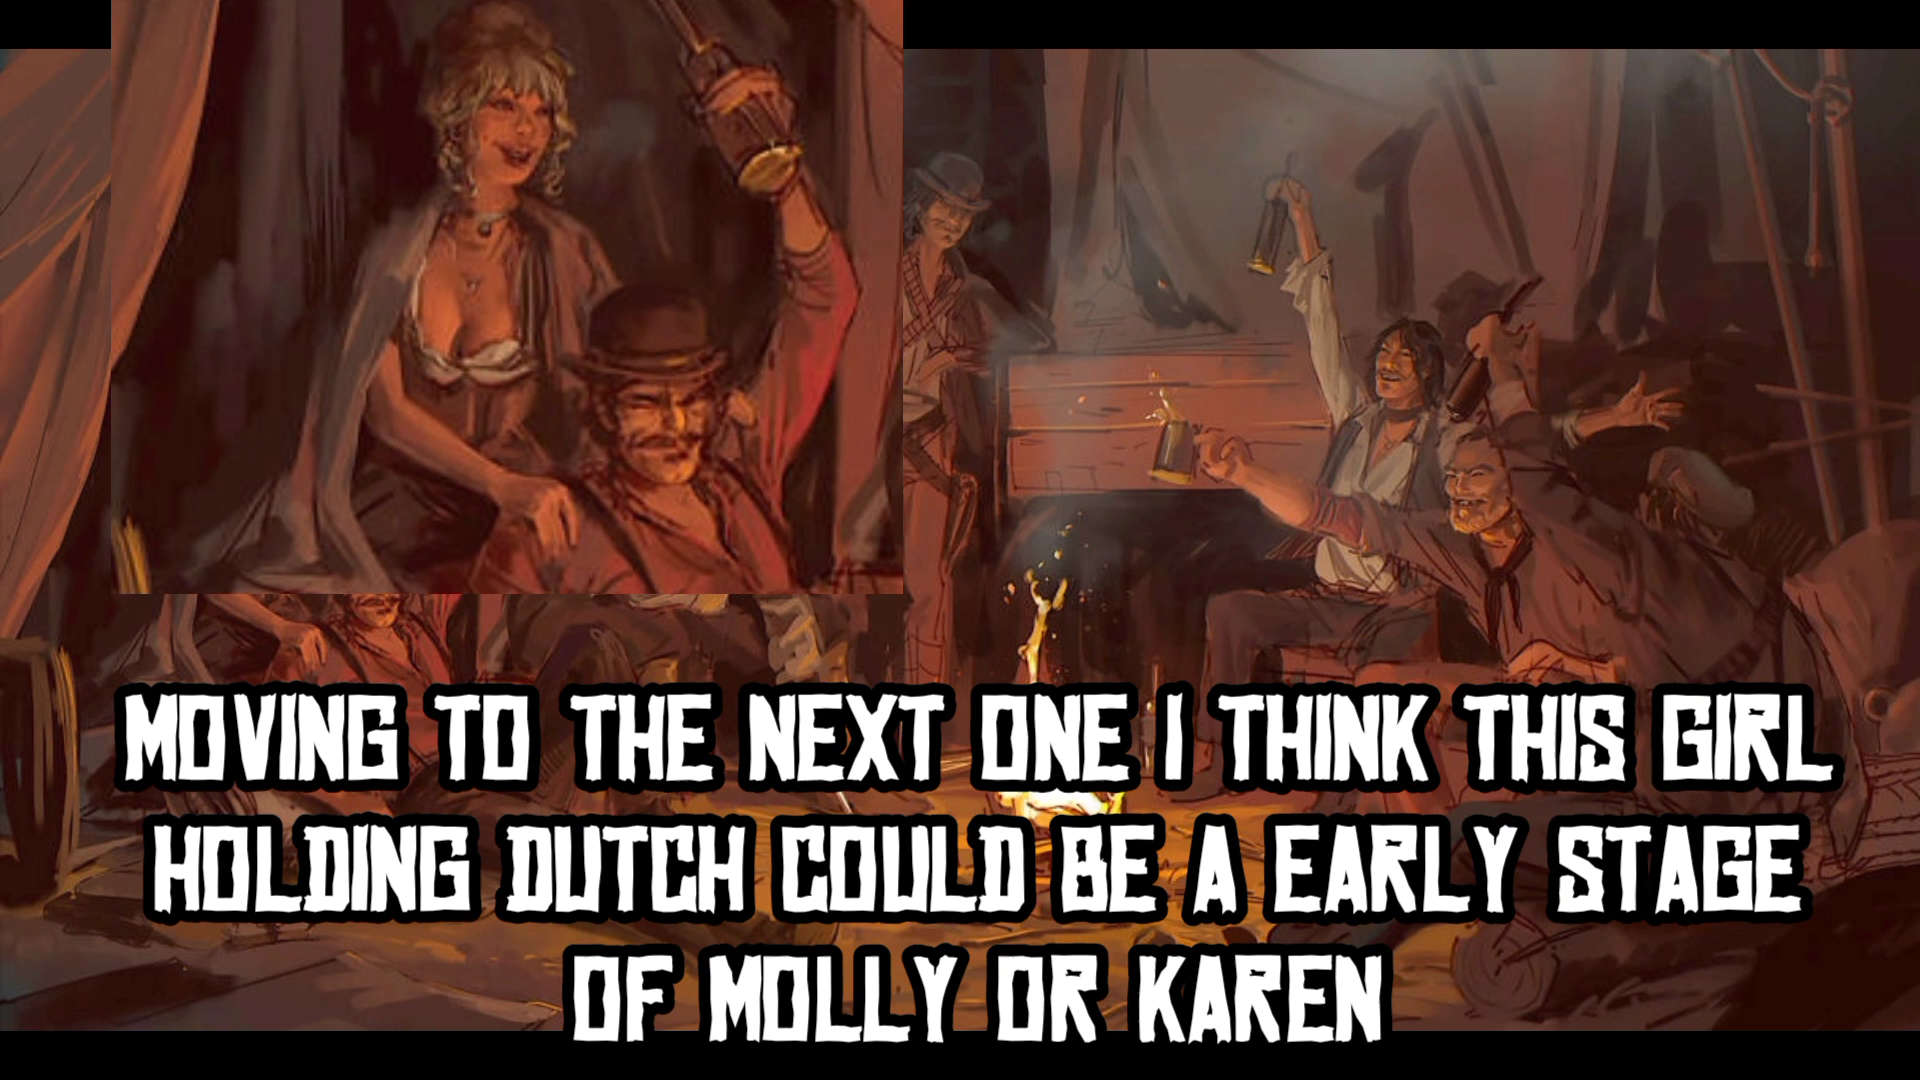 MOVING TO THE NEXT ONE I THINK THIS GIRL
HOLDING DUTCH COULD BE A EARLY STAGE
OF MOLLY OR KAREN